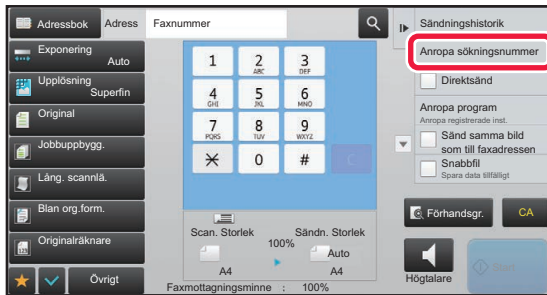 Adressbok
Adress
Faxnummer
Sändningshistorik
Exponering
Auto
Upplösning
Superfin
Original
Jobbuppbygg.
Lång. scannlä.
Blan org.form.
Originalräknare
Övrigt
1
2
ABC
3
DEF
4
GHI
5
JKL
6
MNO
7
PQRS
8
TUV
9
WXYZ
0
#
C
Scan. Storlek
100%
Sändn. Storlek
Auto
A4
A4
Faxmottagningsminne : 100%
Anropa sökningsnummer
Direktsänd
Anropa program
Anropa registrerade inst.
Sänd samma bild
som till faxadressen
Snabbfil
Spara data tillfälligt
Förhandsgr.
CA
Högtalare
Start